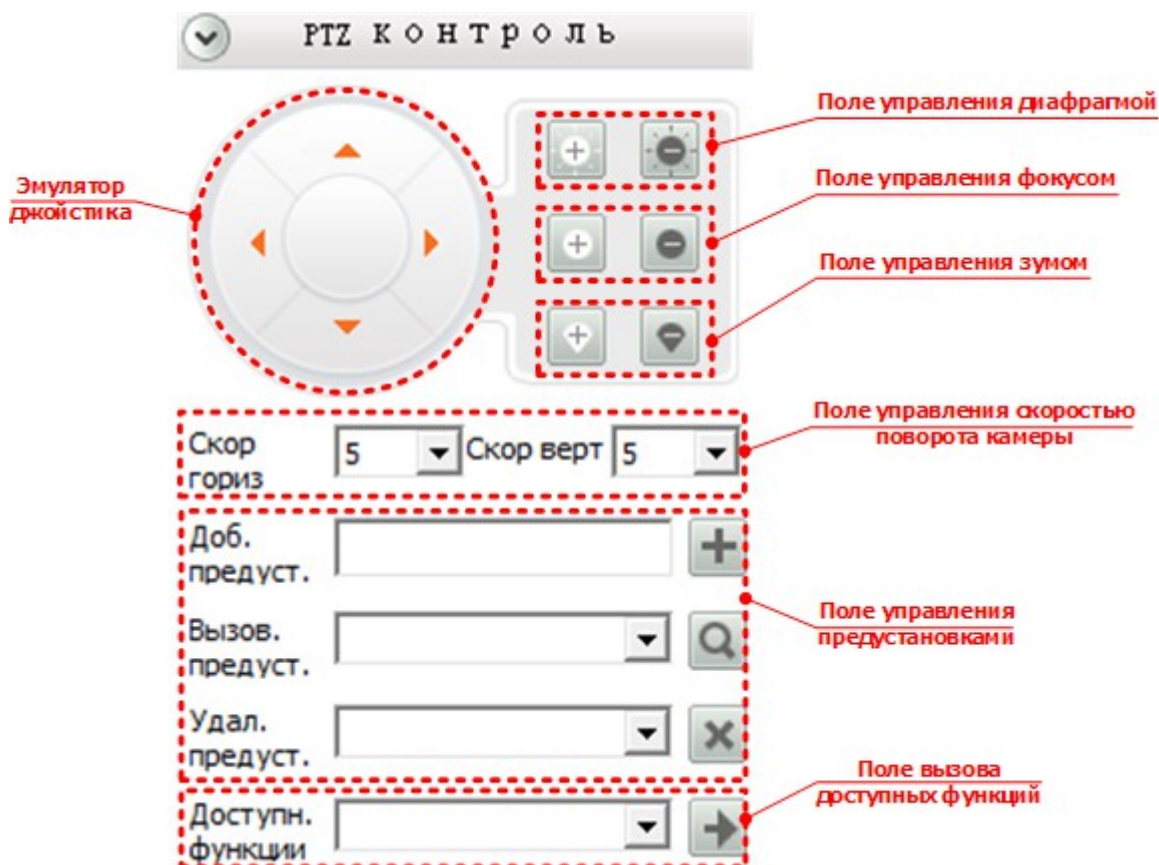 PTZ контроль
Поле управления диафрагмой
Поле управления фокусом
Эмулятор
джойстика
Поле управления зумом
Поле управления скоростью
поворота камеры
Скор
гориз
5
Скор верт
5
Доб.
предуст.
Вызов.
предуст.
Поле управления
предустановками
Удал.
предуст.
Поле вызова
доступных функций
Доступн.
функции